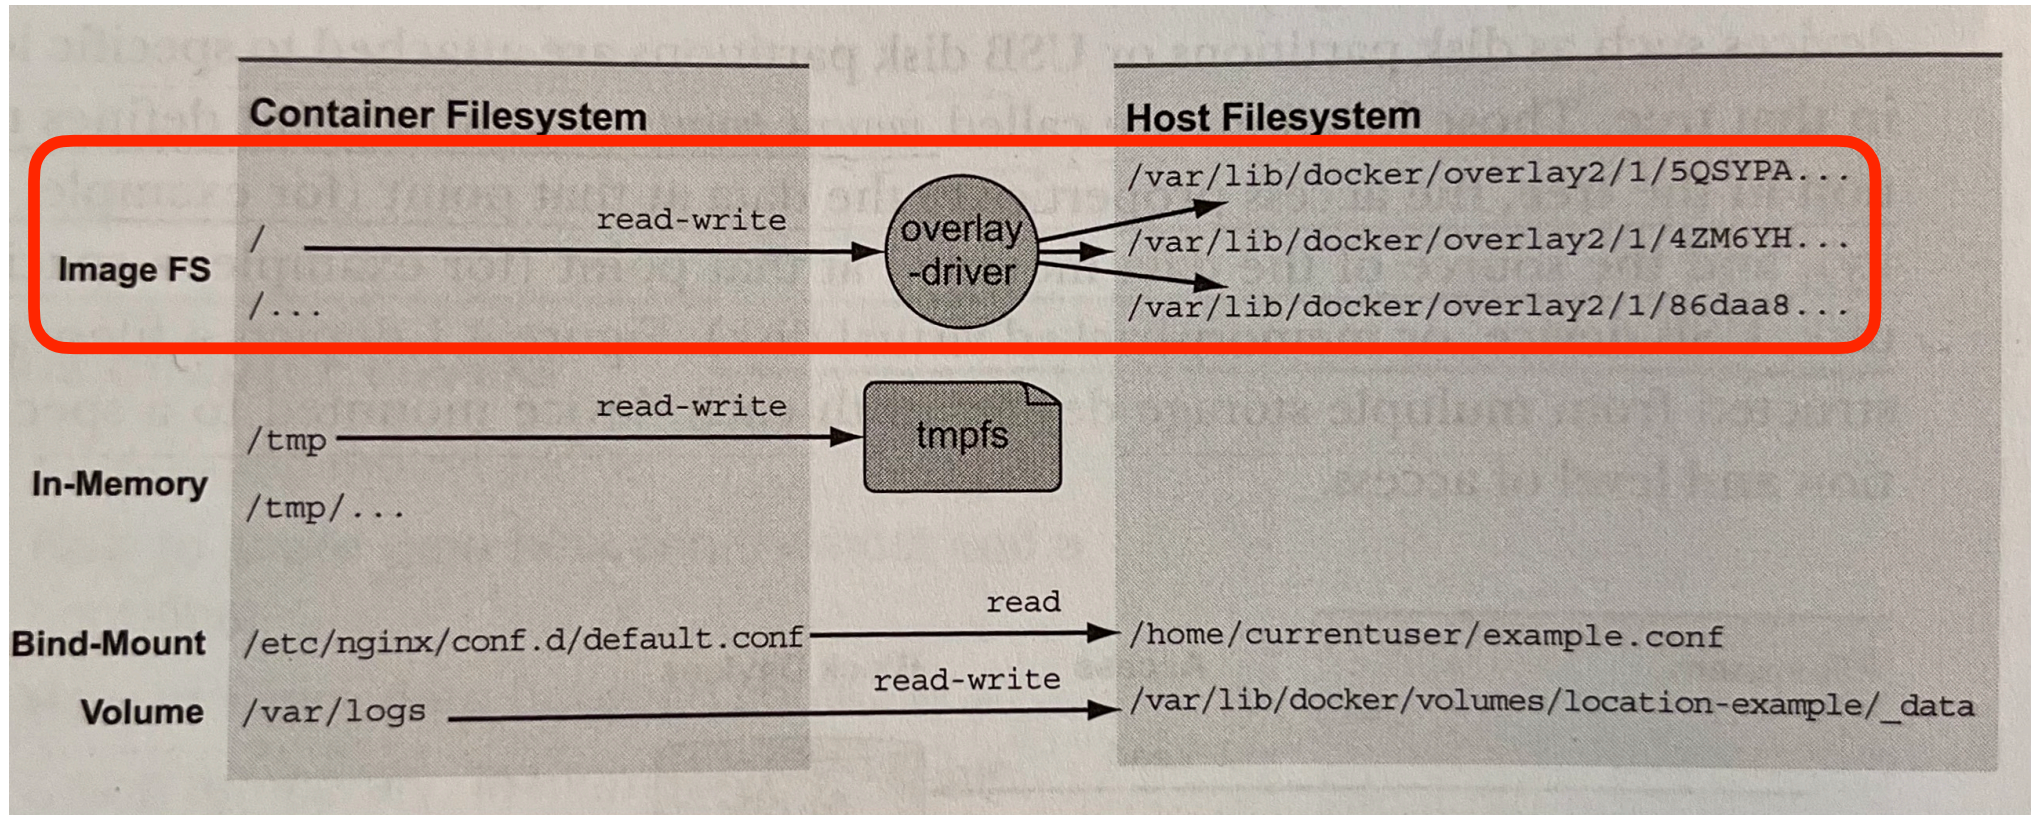 Container Filesystem
Host Filesystem
Image FS
/
/...
read-write
overlay
-driver
/var/lib/docker/overlay2/1/5QSYPA...
/var/lib/docker/overlay2/1/4ZM6YH...
/var/lib/docker/overlay2/1/86daa8...
In-Memory
/tmp
/tmp/...
read-write
tmpfs
Bind-Mount
/etc/nginx/conf.d/default.conf
read
/home/currentuser/example.conf
Volume
/var/logs
read-write
/var/lib/docker/volumes/location-example/_data